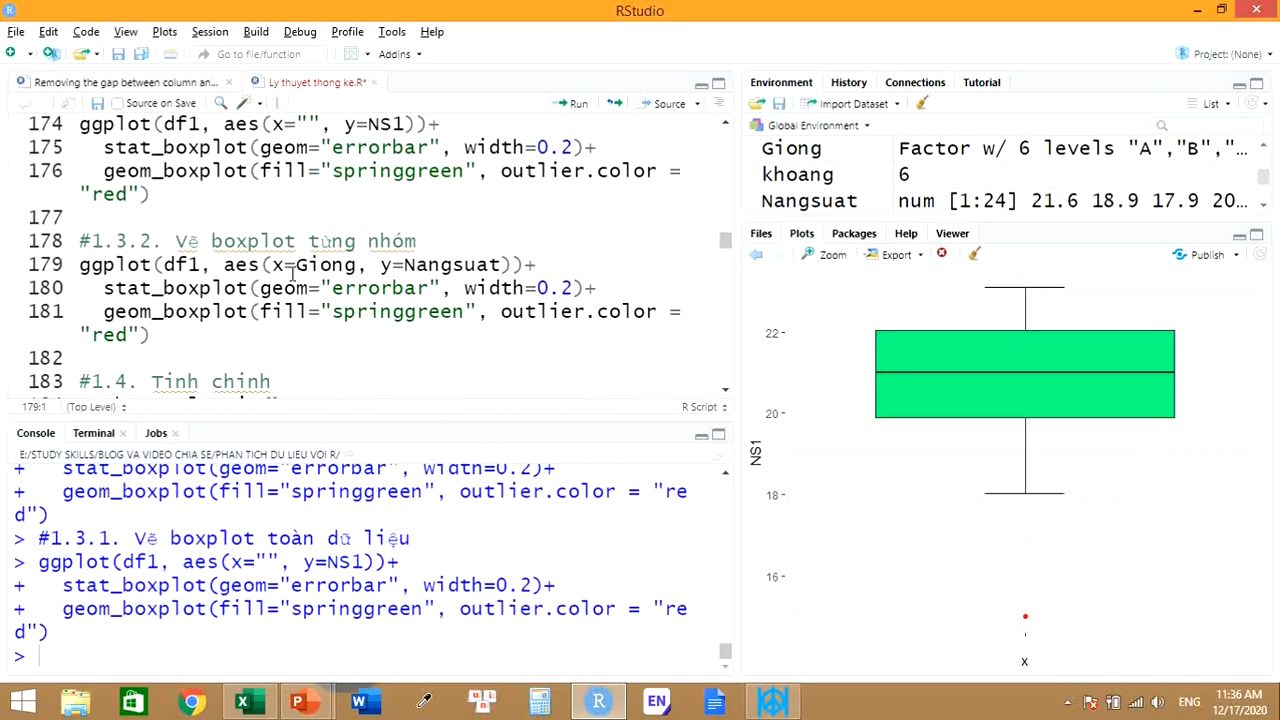 RStudio
File Edit Code View Plots Session Build Debug Profile Tools Help
Go to file/function Addins Project: (None)
Removing the gap between column an... Ly thuyet thong ke.R*
Source on Save Run Source
174 ggplot(df1, aes(x="", y=NS1))+
175 stat_boxplot(geom="errorbar", width=0.2)+
176 geom_boxplot(fill="springgreen", outlier.color =
"red")
177
178 #1.3.2. Vẽ boxplot từng nhóm
179 ggplot(df1, aes(x=Giong, y=Nangsuat))+
180 stat_boxplot(geom="errorbar", width=0.2)+
181 geom_boxplot(fill="springgreen", outlier.color =
"red")
182
183 #1.4. Tinh chinh
179:1 (Top Level) R Script
Console Terminal Jobs
E:/STUDY SKILLS/BLOG VA VIDEO CHIA SE/PHAN TICH DU LIEU VOI R/
+ stat_boxplot(geom="errorbar", width=0.2)+
+ geom_boxplot(fill="springgreen", outlier.color = "re
d")
> #1.3.1. Vẽ boxplot toàn dữ liệu
> ggplot(df1, aes(x="", y=NS1))+
+ stat_boxplot(geom="errorbar", width=0.2)+
+ geom_boxplot(fill="springgreen", outlier.color = "re
d")
>
Environment History Connections Tutorial
Import Dataset List
Global Environment
Giong Factor w/ 6 levels "A","B","…
khoang 6
Nangsuat num [1:24] 21.6 18.9 17.9 20…
Files Plots Packages Help Viewer
Zoom Export Publish
22
20
18
16
NS1
x
EN
ENG
11:36 AM
12/17/2020